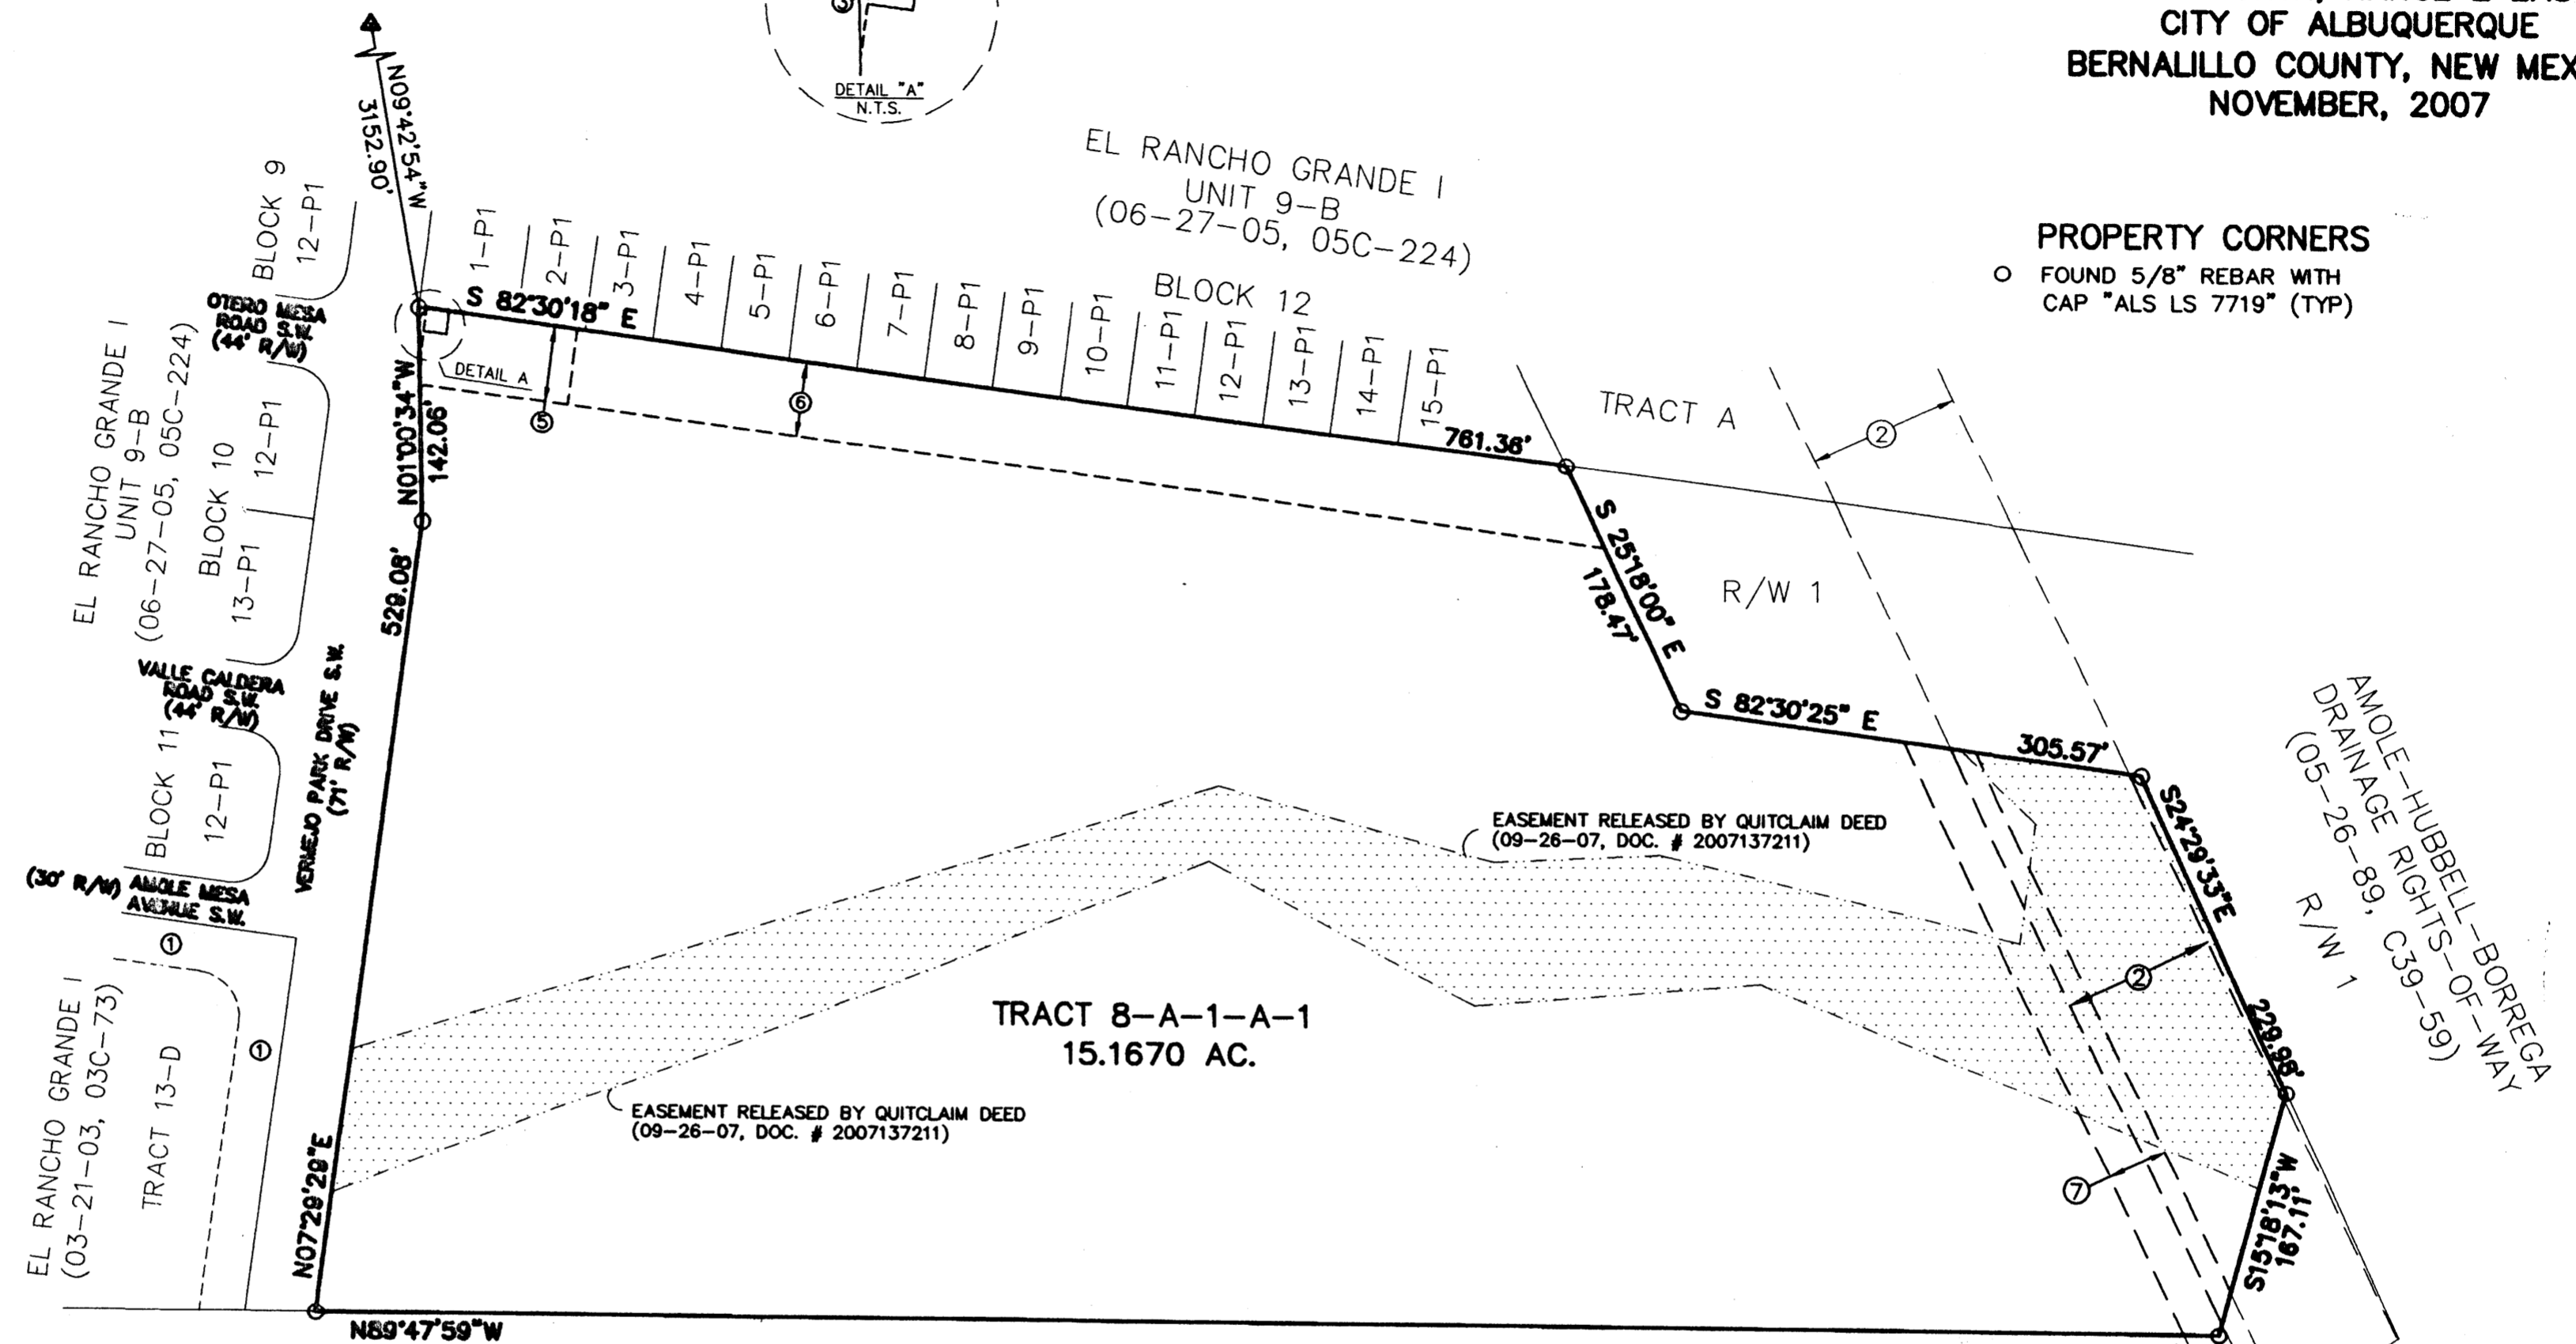 CITY OF ALBUQUERQUE
BERNALILLO COUNTY, NEW MEX
NOVEMBER, 2007
PROPERTY CORNERS
O FOUND 5/8" REBAR WITH
CAP "ALS LS 7719" (TYP)
3
DETAIL "A"
N.T.S.
N09°42'54"W
3152.90'
BLOCK 9
12-P1
OTERO MESA
ROAD S.W.
(44' R/W)
EL RANCHO GRANDE I
UNIT 9-B
(06-27-05, 05C-224)
BLOCK 12
1-P1
2-P1
3-P1
4-P1
5-P1
6-P1
7-P1
8-P1
9-P1
10-P1
11-P1
12-P1
13-P1
14-P1
15-P1
S 82°30'18" E
761.36'
DETAIL A
5
6
N01°00'34"W
142.06'
EL RANCHO GRANDE I
UNIT 9-B
(06-27-05, 05C-224)
BLOCK 10
12-P1
13-P1
529.08'
VALLE CALDERA
ROAD S.W.
(44' R/W)
BLOCK 11
12-P1
VERMEJO PARK DRIVE S.W.
(71' R/W)
(30' R/W) AMOLE MESA
AVENUE S.W.
1
1
EL RANCHO GRANDE I
(03-21-03, 03C-73)
TRACT 13-D
N07°29'29"E
N89°47'59"W
TRACT A
2
S 25°18'00" E
178.47'
R/W 1
S 82°30'25" E
305.57'
S24°29'33"E
229.98'
AMOLE-HUBBELL-BORREGA
DRAINAGE RIGHTS-OF-WAY
(05-26-89, C39-59)
R/W 1
EASEMENT RELEASED BY QUITCLAIM DEED
(09-26-07, DOC. # 2007137211)
TRACT 8-A-1-A-1
15.1670 AC.
EASEMENT RELEASED BY QUITCLAIM DEED
(09-26-07, DOC. # 2007137211)
2
7
S15°18'13"W
167.11'